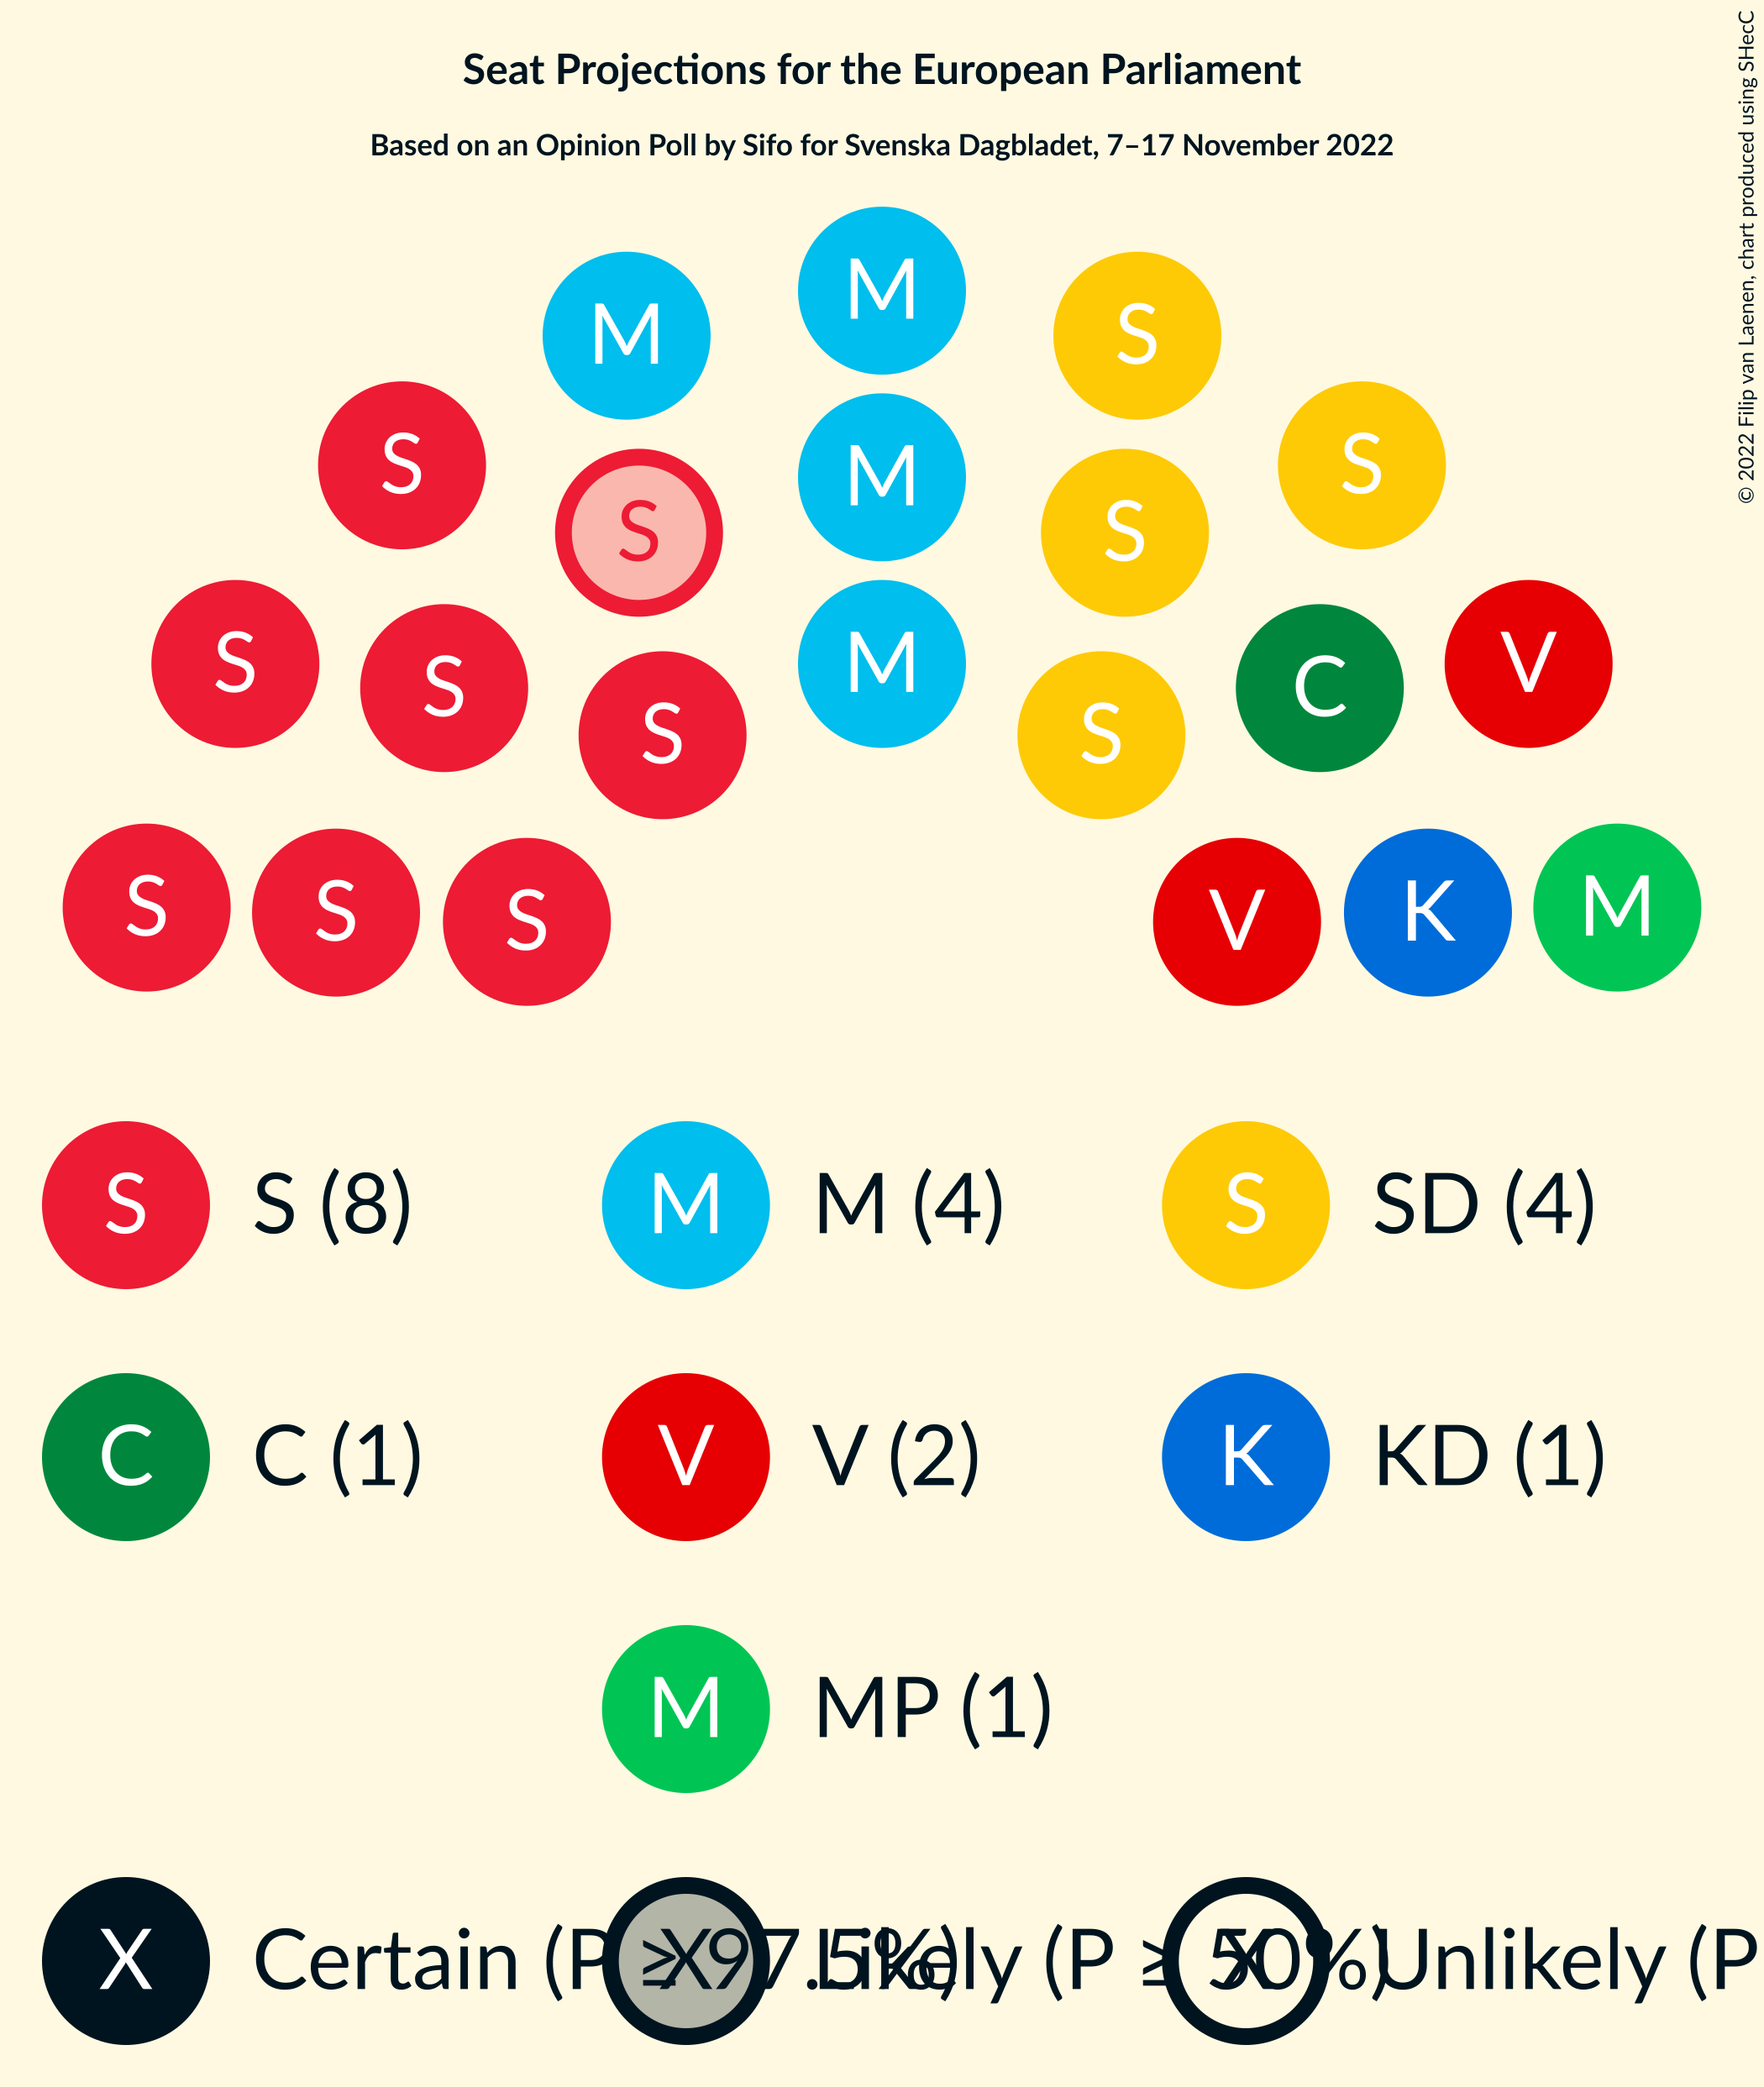 Seat Projections for the European Parliament
Based on an Opinion Poll by Sifo for Svenska Dagbladet, 7–17 November 2022
© 2022 Filip van Laenen, chart produced using SHecC
M
M
S
S
S
M
S
S
S
S
S
M
C
V
S
S
S
S
S
V
K
M
S S (8) M M (4) S SD (4)
C C (1) V V (2) K KD (1)
M MP (1)
X Certain (P ≥ 97.5%) X Likely (P ≥ 50%) X Unlikely (P